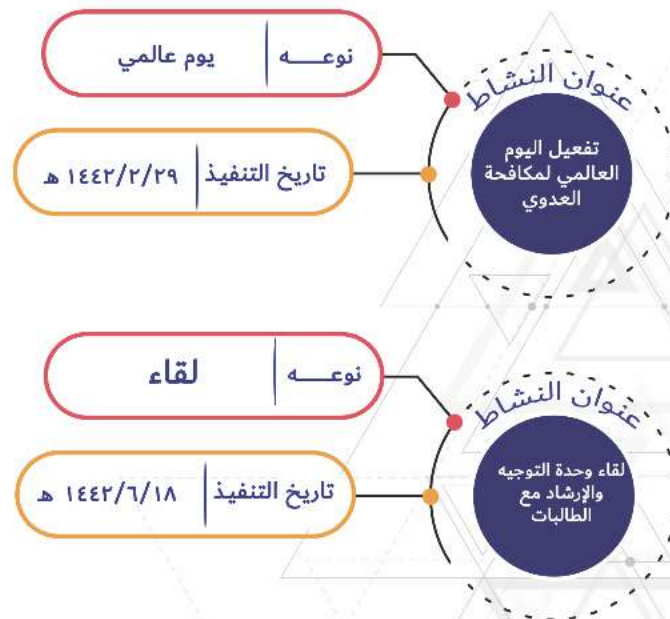 عنوان النشاط
تفعيل اليوم
العالمي لمكافحة
العدوي
نوعــــه
يوم عالمي
تاريخ التنفيذ
١٤٤٢/٢/٢٩ هـ
عنوان النشاط
لقاء وحدة التوجيه
والإرشاد مع
الطالبات
نوعــــه
لقاء
تاريخ التنفيذ
١٤٤٢/٦/١٨ هـ